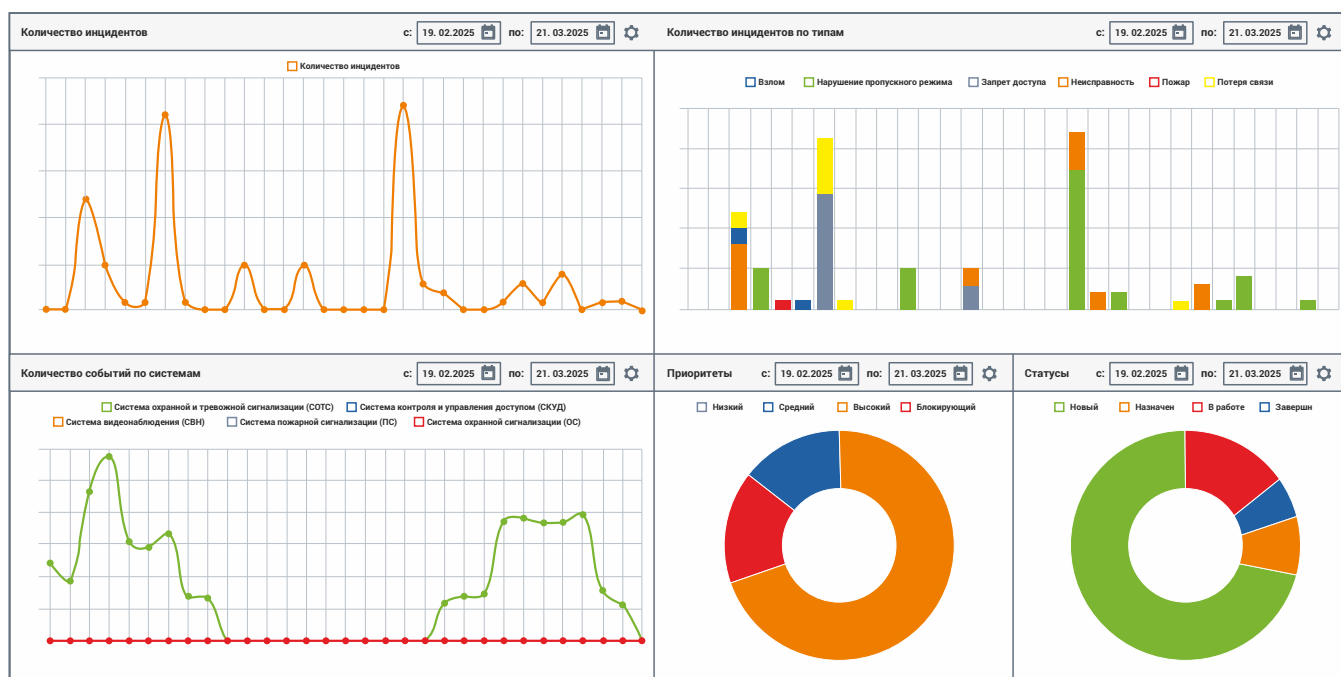 Количество инцидентов с: 19. 02.2025 по: 21. 03.2025
Количество инцидентов по типам с: 19. 02.2025 по: 21. 03.2025
Количество инцидентов
Взлом Нарушение пропускного режима Запрет доступа Неисправность Пожар Потеря связи
Количество событий по системам с: 19. 02.2025 по: 21. 03.2025
Приоритеты с: 19. 02.2025 по: 21. 03.2025
Статусы с: 19. 02.2025 по: 21. 03.2025
Система охранной и тревожной сигнализации (СОТС) Система контроля и управления доступом (СКУД)
Система видеонаблюдения (СВН) Система пожарной сигнализации (ПС) Система охранной сигнализации (ОС)
Низкий Средний Высокий Блокирующий
Новый Назначен В работе Завершн